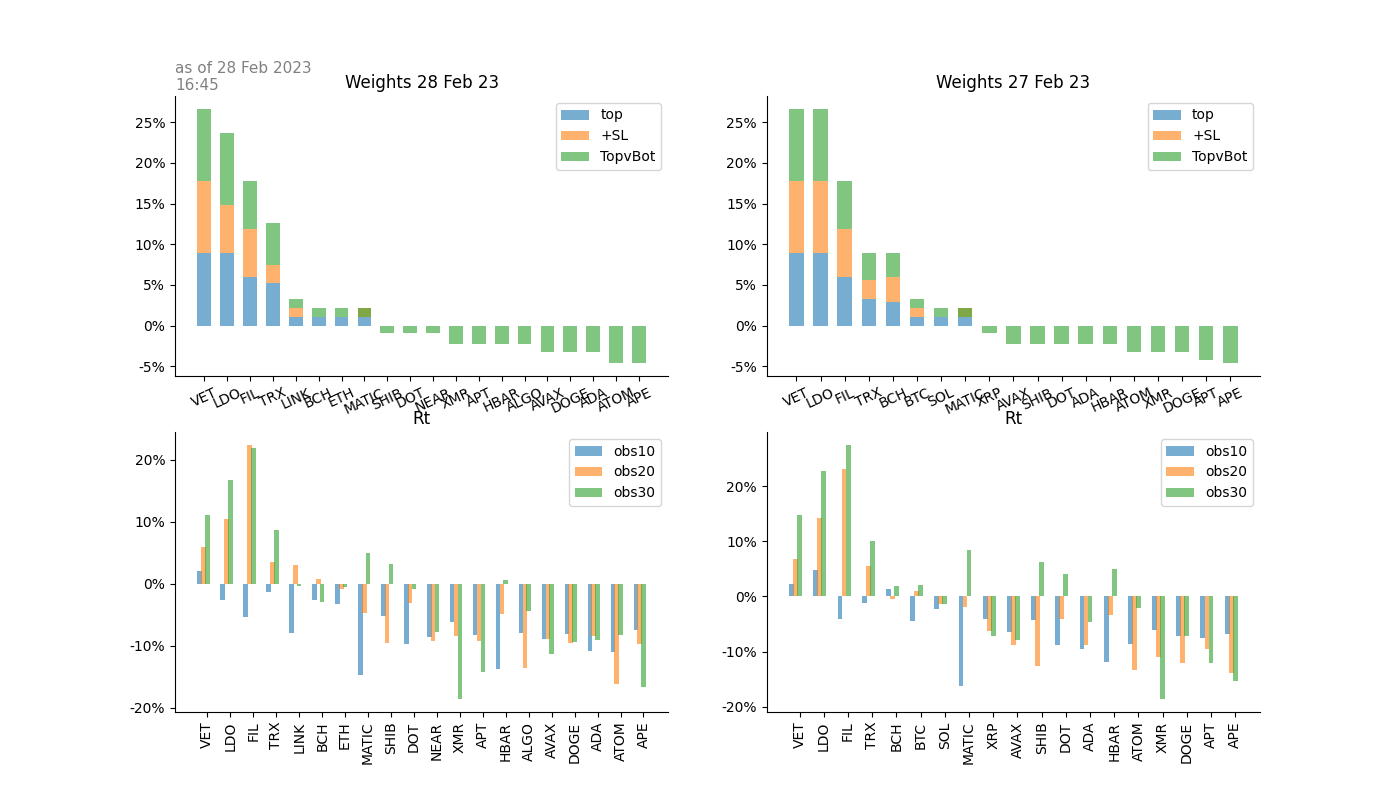 as of 28 Feb 2023
16:45
Weights 28 Feb 23
25%
20%
15%
10%
5%
0%
-5%
top
+SL
TopvBot
VET LDO FIL TRX LINK BCH ETH MATIC SHIB DOT NEAR XMR APT HBAR ALGO AVAX DOGE ADA ATOM APE
Weights 27 Feb 23
25%
20%
15%
10%
5%
0%
-5%
top
+SL
TopvBot
VET LDO FIL TRX BCH BTC SOL MATIC XRP AVAX SHIB DOT ADA HBAR ATOM XMR DOGE APT APE
Rt
20%
10%
0%
-10%
-20%
obs10
obs20
obs30
VET LDO FIL TRX LINK BCH ETH MATIC SHIB DOT NEAR XMR APT HBAR ALGO AVAX DOGE ADA ATOM APE
Rt
20%
10%
0%
-10%
-20%
obs10
obs20
obs30
VET LDO FIL TRX BCH BTC SOL MATIC XRP AVAX SHIB DOT ADA HBAR ATOM XMR DOGE APT APE